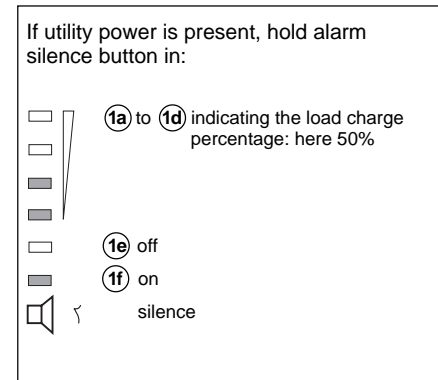 If utility power is present, hold alarm
silence button in:
1a to 1d indicating the load charge
percentage: here 50%
1e off
1f on
silence